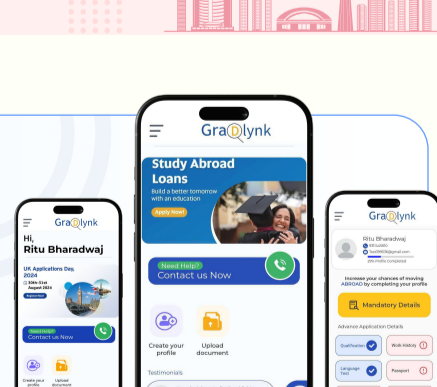 GraDlynk
Hi,
Ritu Bharadwaj
UK Applications Day,
2024
30th-31st
August 2024
Need Help?
Contact us Now
Create your
profile
Upload
document
GraDlynk
Study Abroad
Loans
Build a better tomorrow
with an education
Apply Now!
Need Help?
Contact us Now
Create your
profile
Upload
document
Testimonials
GraDlynk
Ritu Bharadwaj
Profile Completed
Increase your chances of moving
ABROAD by completing your profile
Mandatory Details
Advance Application Details
Qualification
Work History
Language
Test
Passport